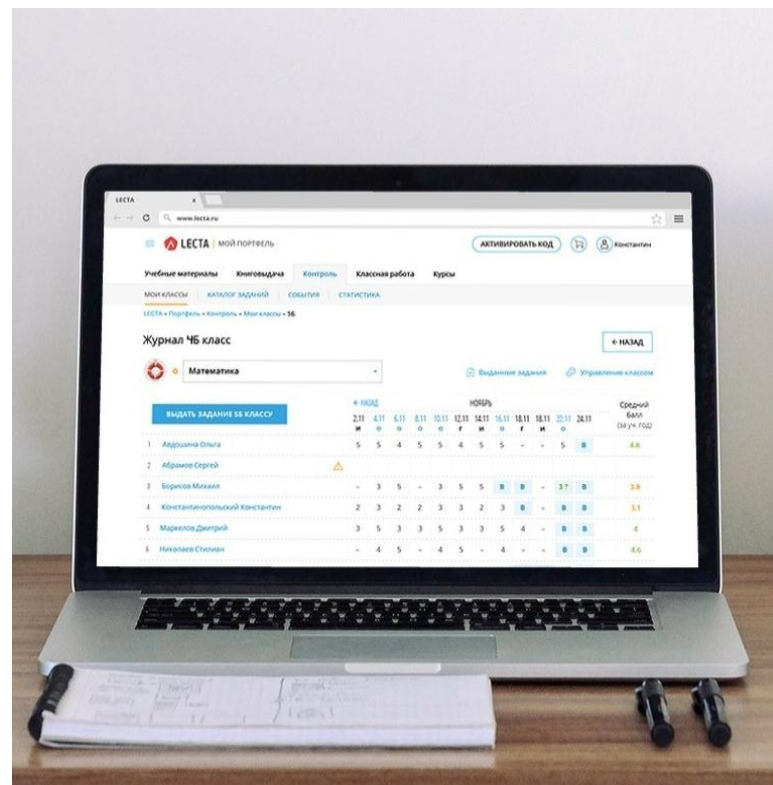 LECTA x
www.lecta.ru
LECTA МОЙ ПОРТФЕЛЬ АКТИВИРОВАТЬ КОД Константин
Учебные материалы Книговыдача Контроль Классная работа Курсы
МОИ КЛАССЫ КАТАЛОГ ЗАДАНИЙ СОБЫТИЯ СТАТИСТИКА
LECTA • Портфель • Контроль • Мои классы • 5Б
Журнал ЧБ класс ← НАЗАД
Математика Выданные задания Управление классом
ВЫДАТЬ ЗАДАНИЕ 5Б КЛАССУ ← НАЗАД НОЯБРЬ Средний балл (за уч. год)
2.11 4.11 6.11 8.11 10.11 12.11 14.11 16.11 18.11 18.11 22.11 24.11
И О О О О Г И О Г И О
1 Авдошина Ольга 5 5 4 5 5 4 5 5 - - 5 В 4.6
2 Абрамов Сергей
3 Борисов Михаил - 3 5 - 3 5 5 В В - 3 ? В 3.6
4 Константинопольский Константин 2 3 2 2 3 3 2 3 В - В В 3.1
5 Маркелов Дмитрий 3 5 3 3 5 3 3 5 4 - В В 4
6 Николаев Стилиан - 4 5 - 4 5 - 4 - - В В 4.6